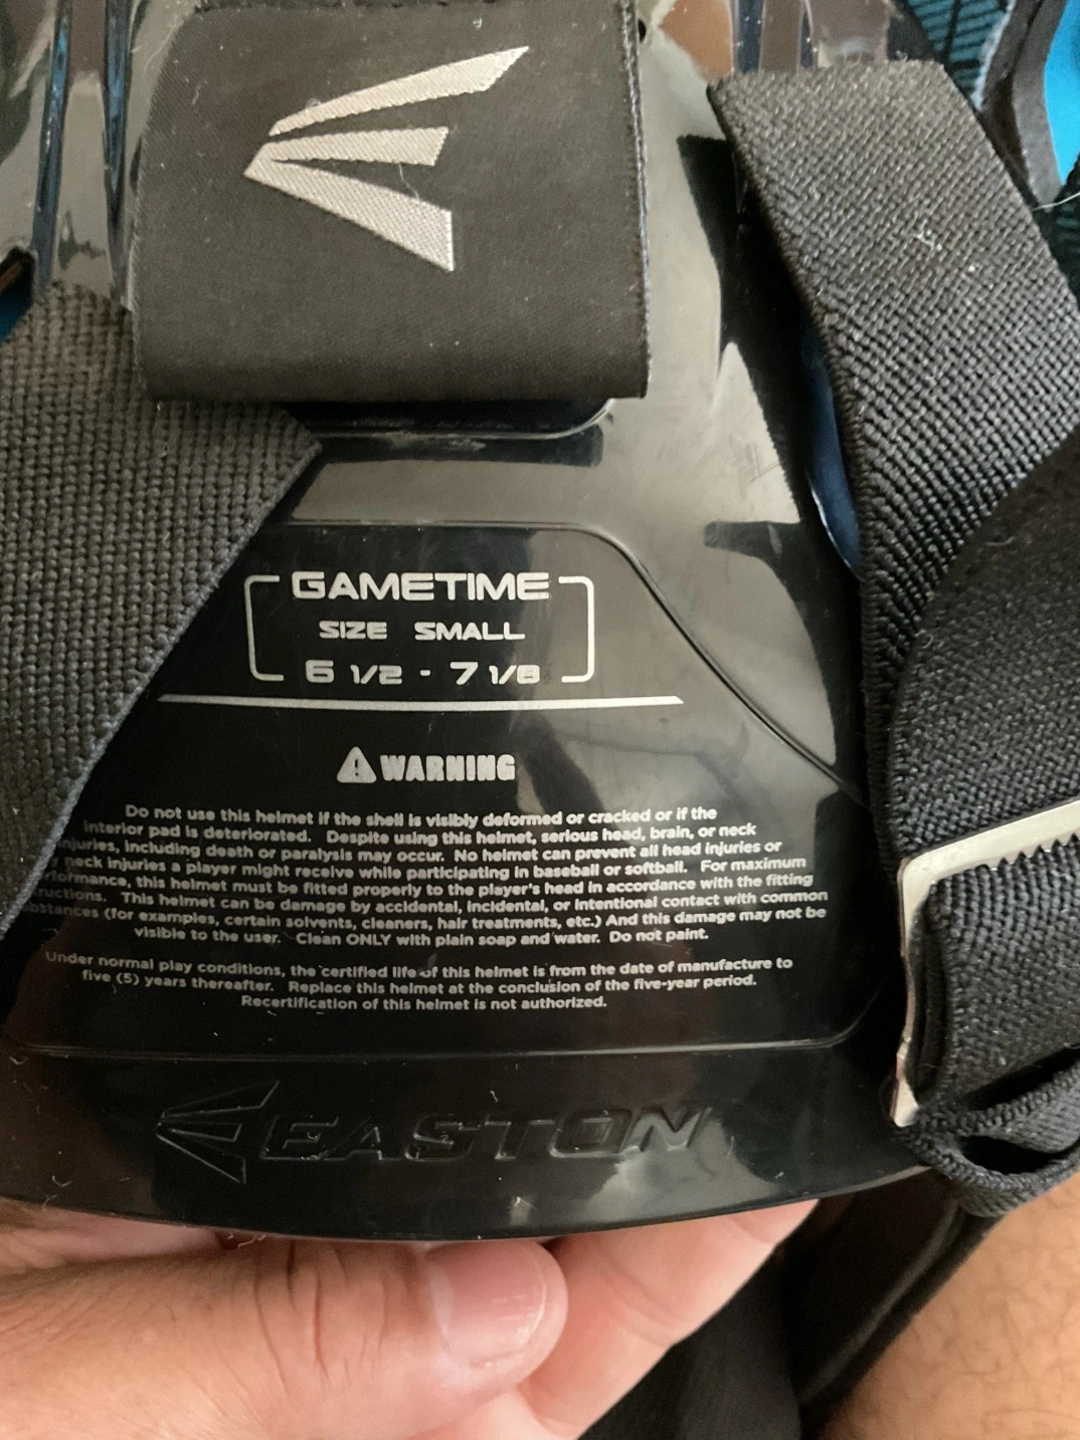 GAMETIME
SIZE SMALL
6 1/2 - 7 1/8
WARNING
Do not use this helmet if the shell is visibly deformed or cracked or if the
interior pad is deteriorated. Despite using this helmet, serious head, brain, or neck
injuries, including death or paralysis may occur. No helmet can prevent all head injuries or
neck injuries a player might receive while participating in baseball or softball. For maximum
rformance, this helmet must be fitted properly to the player's head in accordance with the fitting
ructions. This helmet can be damage by accidental, incidental, or intentional contact with common
bstances (for examples, certain solvents, cleaners, hair treatments, etc.) And this damage may not be
visible to the user. Clean ONLY with plain soap and water. Do not paint.
Under normal play conditions, the certified life of this helmet is from the date of manufacture to
five (5) years thereafter. Replace this helmet at the conclusion of the five-year period.
Recertification of this helmet is not authorized.
EASTON